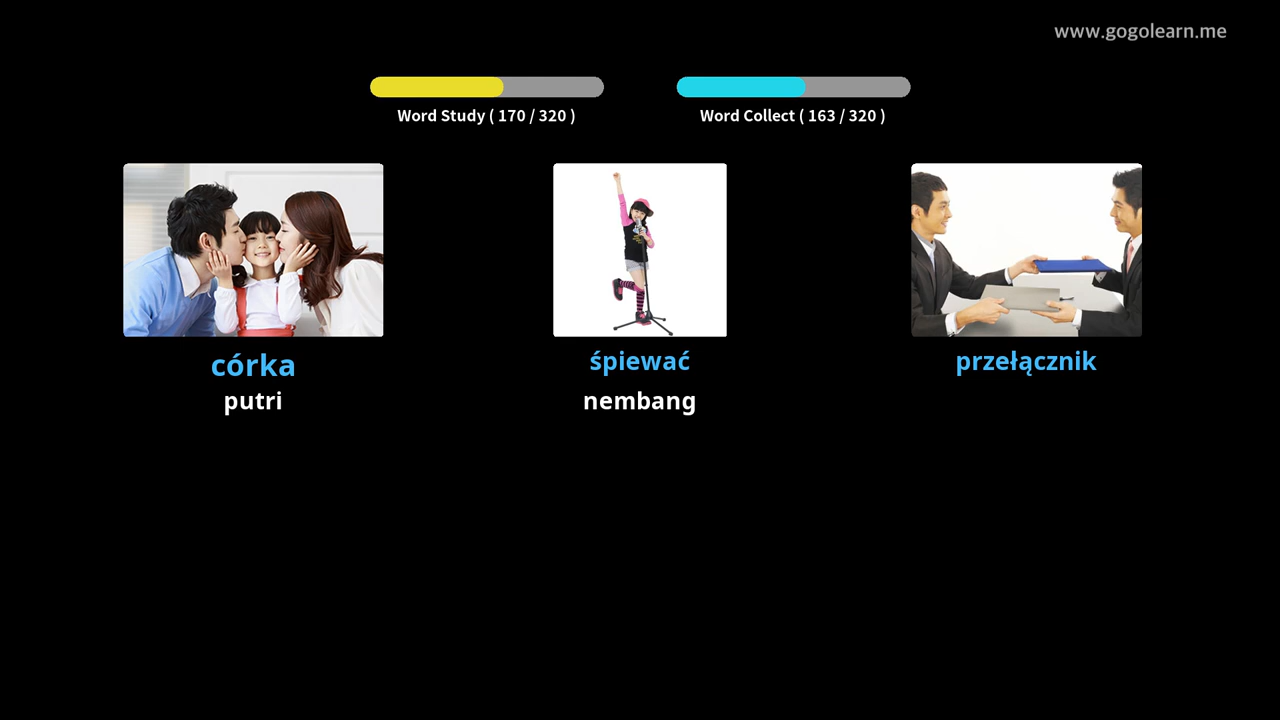 www.gogolearn.me
Word Study ( 170 / 320 )
Word Collect ( 163 / 320 )
córka
putri
śpiewać
nembang
przełącznik